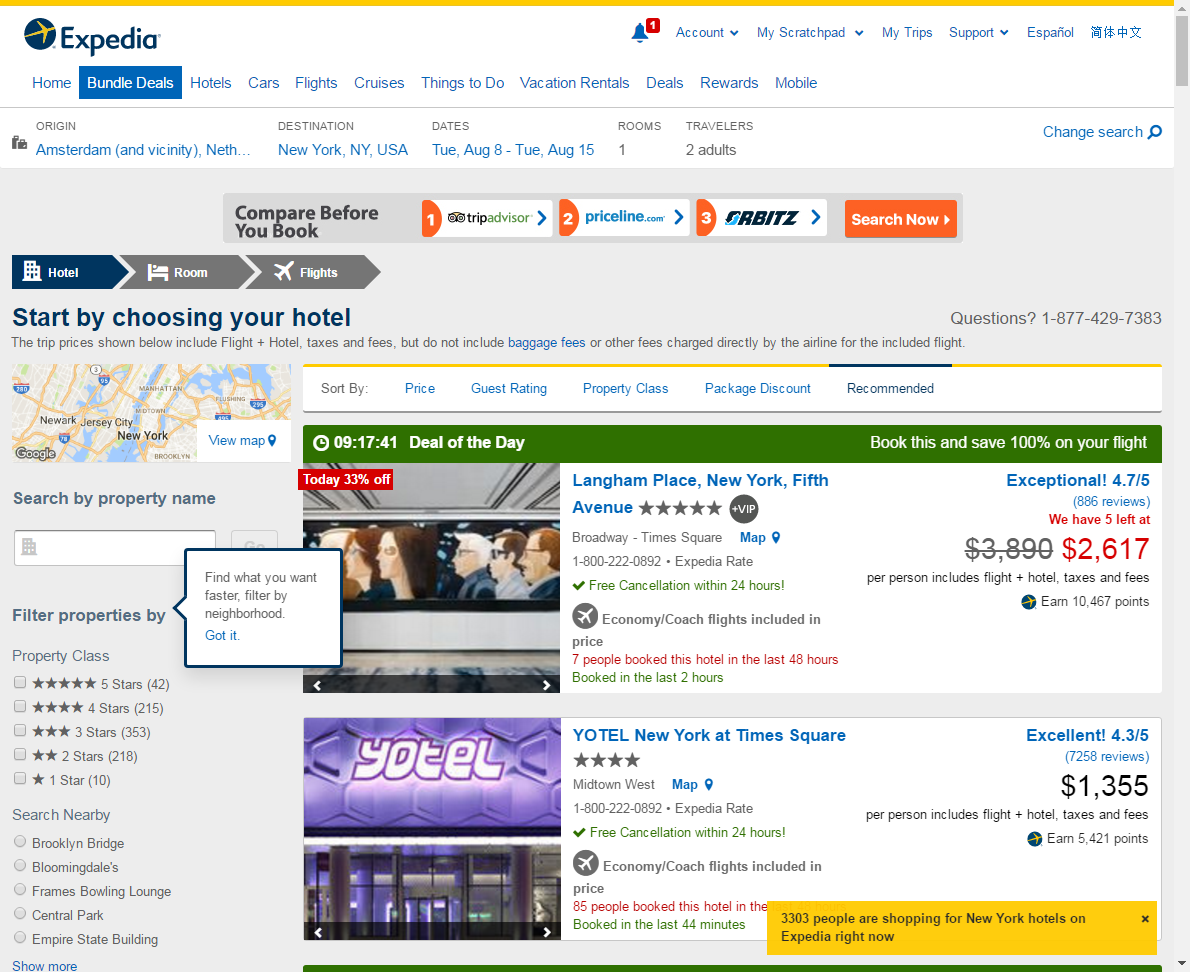 Expedia
1
Account
My Scratchpad
My Trips
Support
Español
简体中文
Home
Bundle Deals
Hotels
Cars
Flights
Cruises
Things to Do
Vacation Rentals
Deals
Rewards
Mobile
ORIGIN
Amsterdam (and vicinity), Neth...
DESTINATION
New York, NY, USA
DATES
Tue, Aug 8 - Tue, Aug 15
ROOMS
1
TRAVELERS
2 adults
Change search
Compare Before
You Book
1 tripadvisor
2 priceline.com
3 ORBITZ
Search Now
Hotel
Room
Flights
Start by choosing your hotel
Questions? 1-877-429-7383
The trip prices shown below include Flight + Hotel, taxes and fees, but do not include baggage fees or other fees charged directly by the airline for the included flight.
280
3
95
MANHATTAN
FLUSHING
MIDTOWN
295
495
Newark
Jersey City
78
New York
BROOKLYN
Google
View map
Search by property name
Go
Find what you want
faster, filter by
neighborhood.
Got it.
Filter properties by
Property Class
★★★★★ 5 Stars (42)
★★★★ 4 Stars (215)
★★★ 3 Stars (353)
★★ 2 Stars (218)
★ 1 Star (10)
Search Nearby
Brooklyn Bridge
Bloomingdale's
Frames Bowling Lounge
Central Park
Empire State Building
Show more
Sort By:
Price
Guest Rating
Property Class
Package Discount
Recommended
09:17:41 Deal of the Day
Book this and save 100% on your flight
Today 33% off
Langham Place, New York, Fifth
Avenue ★★★★★ +VIP
Broadway - Times Square Map
1-800-222-0892 • Expedia Rate
Free Cancellation within 24 hours!
Economy/Coach flights included in
price
7 people booked this hotel in the last 48 hours
Booked in the last 2 hours
Exceptional! 4.7/5
(886 reviews)
We have 5 left at
$3,890 $2,617
per person includes flight + hotel, taxes and fees
Earn 10,467 points
YOTEL
YOTEL New York at Times Square
★★★★
Midtown West Map
1-800-222-0892 • Expedia Rate
Free Cancellation within 24 hours!
Economy/Coach flights included in
price
85 people booked this hotel in the
Booked in the last 44 minutes
Excellent! 4.3/5
(7258 reviews)
$1,355
per person includes flight + hotel, taxes and fees
Earn 5,421 points
3303 people are shopping for New York hotels on
Expedia right now
×